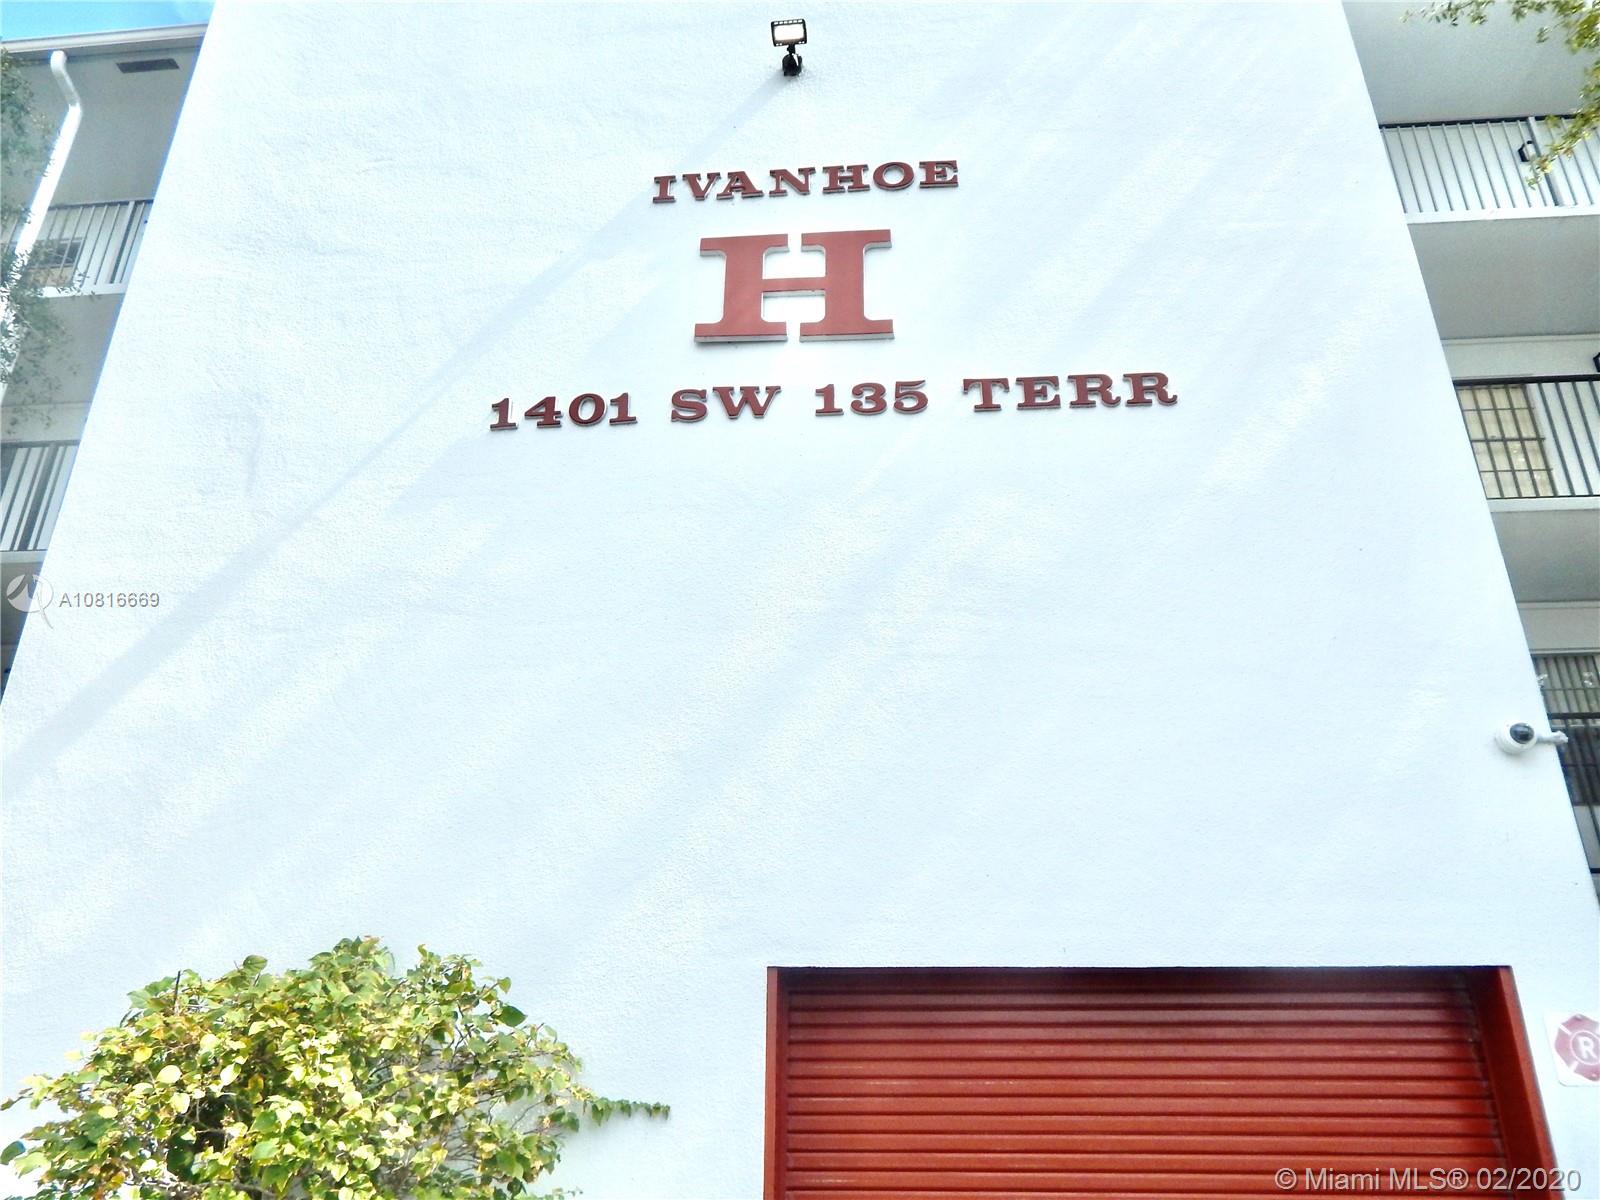 IVANHOE
H
1401 SW 135 TERR
A10816669
R
© Miami MLS® 02/2020